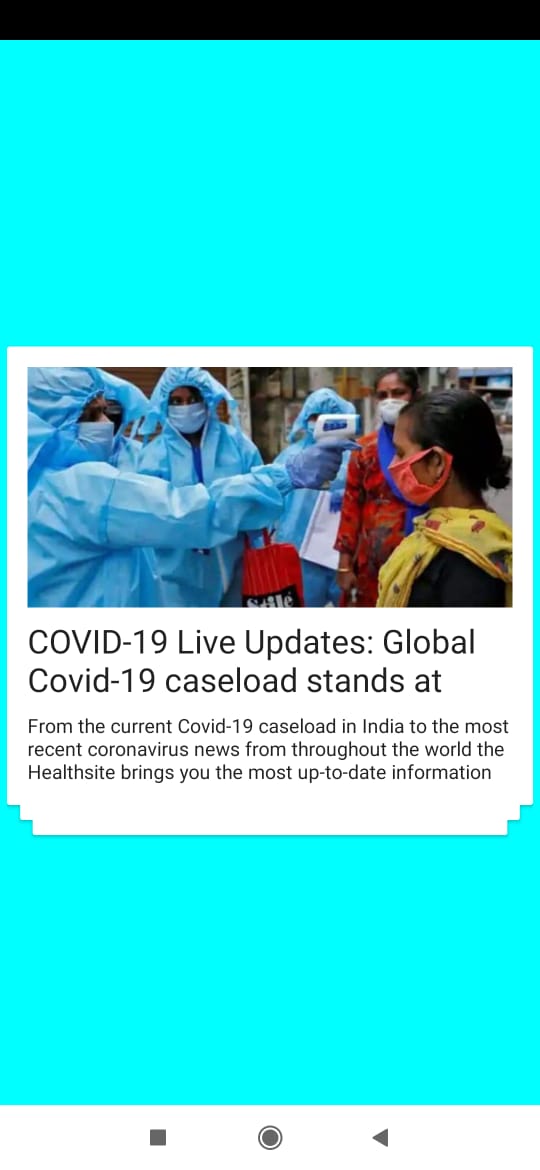 Stilé
COVID-19 Live Updates: Global
Covid-19 caseload stands at
From the current Covid-19 caseload in India to the most
recent coronavirus news from throughout the world the
Healthsite brings you the most up-to-date information